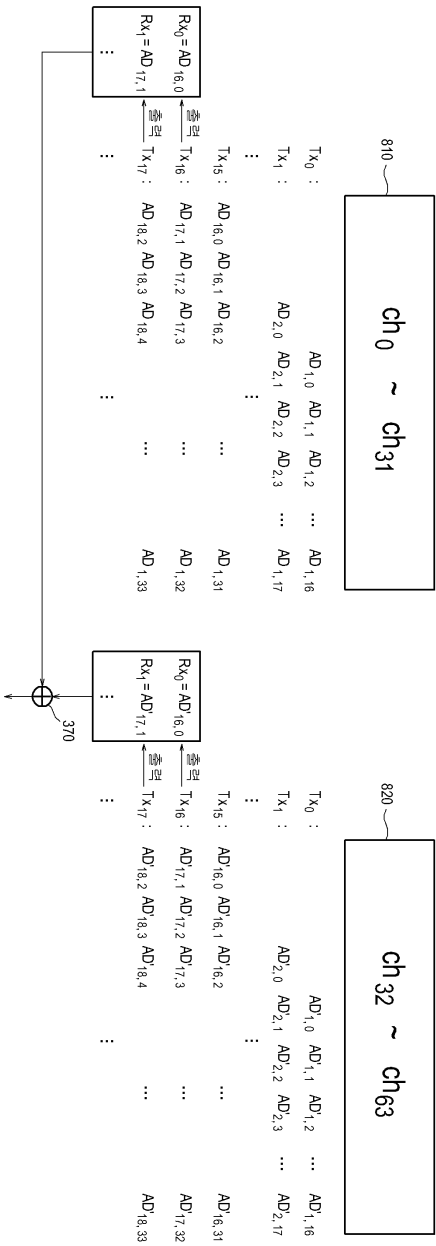 810
ch₀ ~ ch₃₁
Tx₀ : AD₁,₀ AD₁,₁ AD₁,₂ ... AD₁,₁₆
Tx₁ : AD₂,₀ AD₂,₁ AD₂,₂ AD₂,₃ ... AD₁,₁₇
⋮ ⋮
Tx₁₅ : AD₁₆,₀ AD₁₆,₁ AD₁₆,₂ ... AD₁,₃₁
Rx₀ = AD₁₆,₀ 출력 Tx₁₆ : AD₁₇,₁ AD₁₇,₂ AD₁₇,₃ ... AD₁,₃₂
Rx₁ = AD₁₇,₁ 출력 Tx₁₇ : AD₁₈,₂ AD₁₈,₃ AD₁₈,₄ ... AD₁,₃₃
⋮ ⋮ ⋮
820
ch₃₂ ~ ch₆₃
Tx₀ : AD'₁,₀ AD'₁,₁ AD'₁,₂ ... AD'₁,₁₆
Tx₁ : AD'₂,₀ AD'₂,₁ AD'₂,₂ AD'₂,₃ ... AD'₂,₁₇
⋮ ⋮
Tx₁₅ : AD'₁₆,₀ AD'₁₆,₁ AD'₁₆,₂ ... AD'₁₆,₃₁
Rx₀ = AD'₁₆,₀ 출력 Tx₁₆ : AD'₁₇,₁ AD'₁₇,₂ AD'₁₇,₃ ... AD'₁₇,₃₂
Rx₁ = AD'₁₇,₁ 출력 Tx₁₇ : AD'₁₈,₂ AD'₁₈,₃ AD'₁₈,₄ ... AD'₁₈,₃₃
⋮ ⋮ ⋮
370